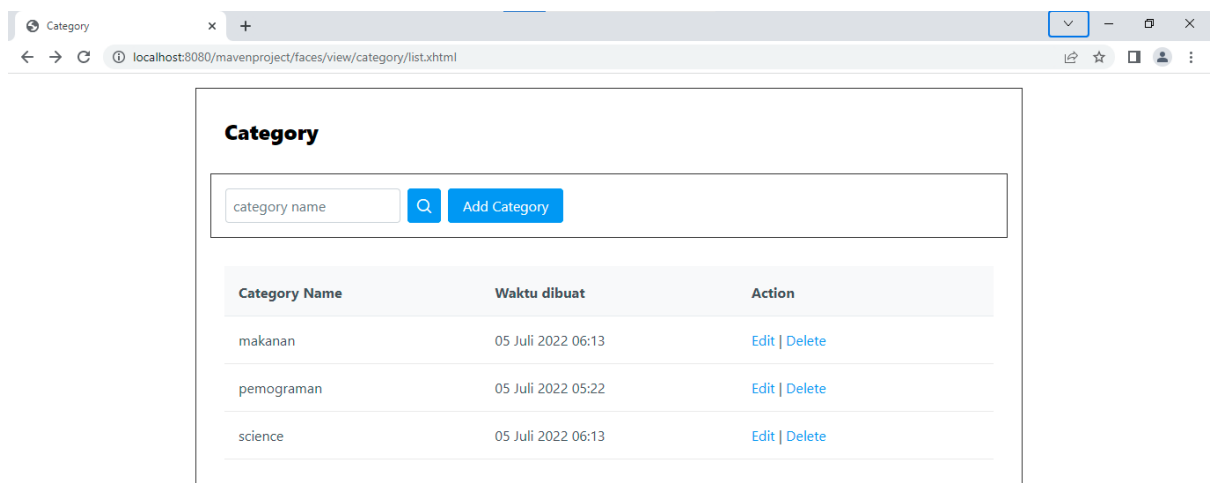 Category
localhost:8080/mavenproject/faces/view/category/list.xhtml
Category
category name Add Category
Category Name Waktu dibuat Action
makanan 05 Juli 2022 06:13 Edit | Delete
pemograman 05 Juli 2022 05:22 Edit | Delete
science 05 Juli 2022 06:13 Edit | Delete